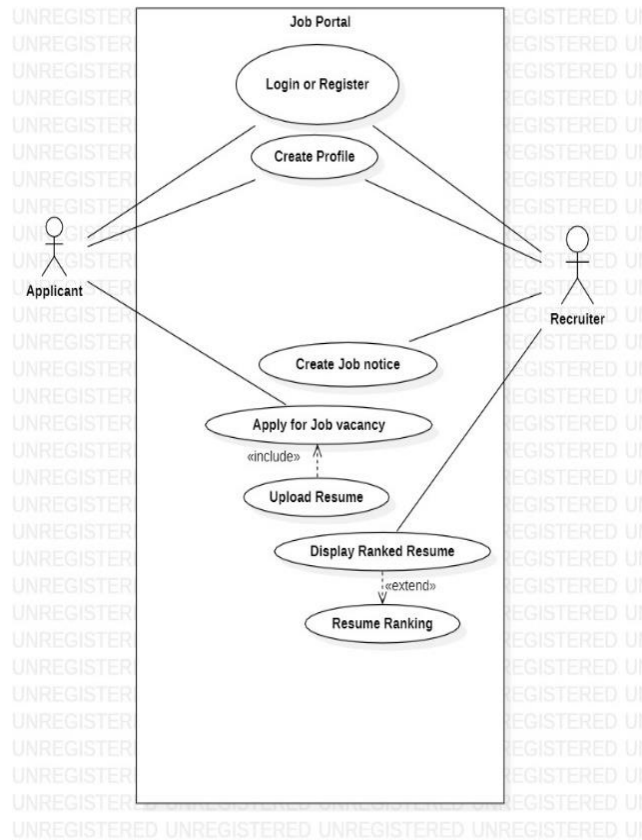 Job Portal
Login or Register
Create Profile
Applicant
Recruiter
Create Job notice
Apply for Job vacancy
«include»
Upload Resume
Display Ranked Resume
«extend»
Resume Ranking
UNREGISTERED UNREGISTERED UNREGISTERED UNREGISTERED UN